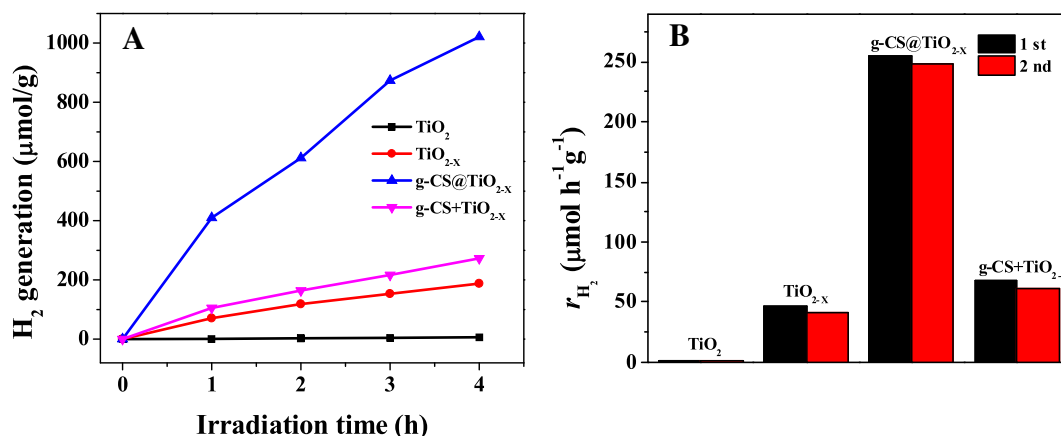 A
H₂ generation (μmol/g)
1000
800
600
400
200
0
TiO₂
TiO₂₋ₓ
g-CS@TiO₂₋ₓ
g-CS+TiO₂₋ₓ
0 1 2 3 4
Irradiation time (h)
B
r_H₂ (μmol h⁻¹g⁻¹)
250
200
150
100
50
0
g-CS@TiO₂₋ₓ
1 st
2 nd
TiO₂
TiO₂₋ₓ
g-CS+TiO₂₋